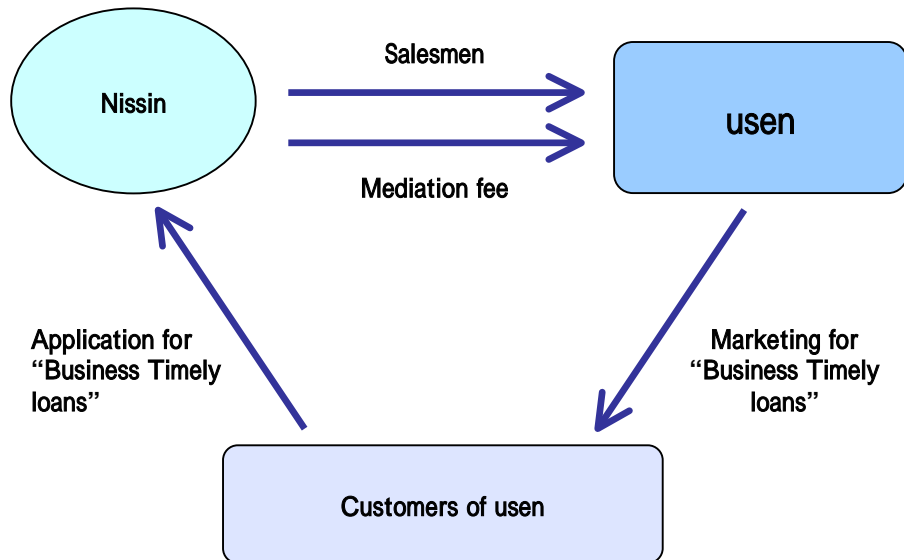 Salesmen
Nissin
usen
Mediation fee
Application for
“Business Timely
loans”
Marketing for
“Business Timely
loans”
Customers of usen